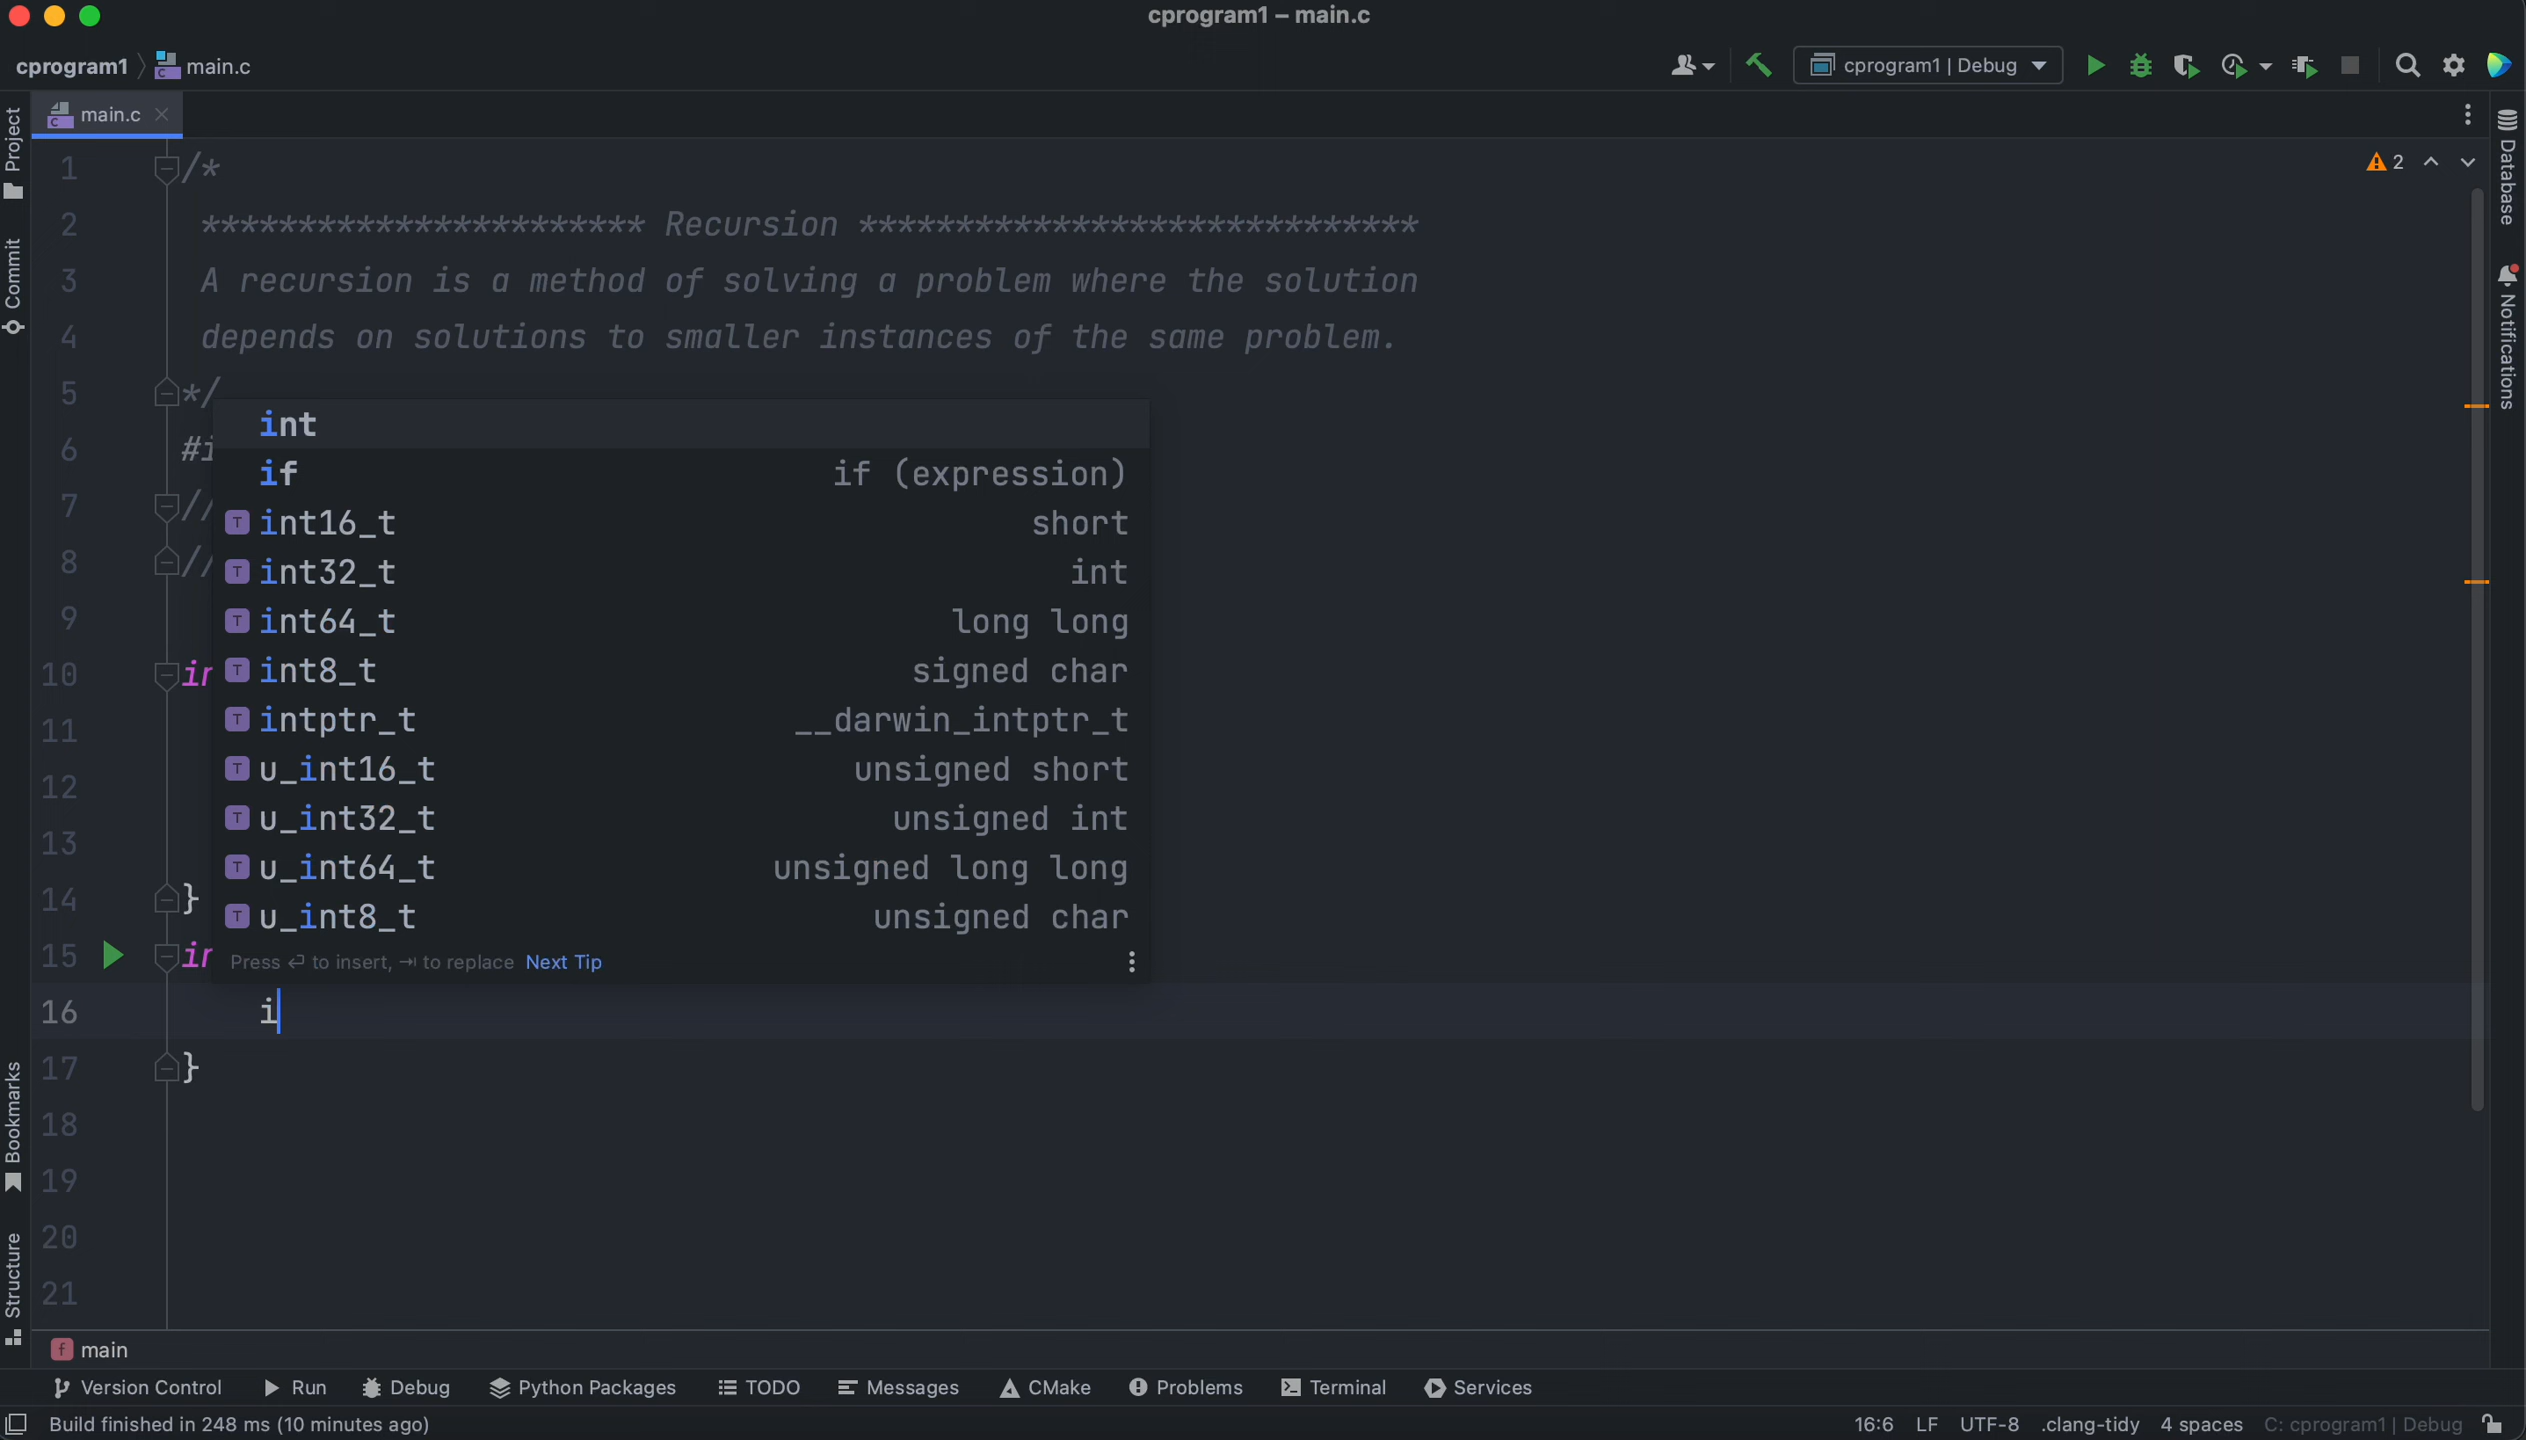 cprogram1 – main.c
cprogram1 main.c
cprogram1 | Debug
main.c
Project
Commit
Bookmarks
Structure
Database
Notifications
2
1 /*
2 *********************** Recursion *****************************
3 A recursion is a method of solving a problem where the solution
4 depends on solutions to smaller instances of the same problem.
5 */
6 #i
7 //
8 //
9
10 in
11
12
13
14 }
15 in
16 i
17 }
18
19
20
21
int
if if (expression)
T int16_t short
T int32_t int
T int64_t long long
T int8_t signed char
T intptr_t __darwin_intptr_t
T u_int16_t unsigned short
T u_int32_t unsigned int
T u_int64_t unsigned long long
T u_int8_t unsigned char
Press ↩ to insert, ⇥ to replace Next Tip
f main
Version Control Run Debug Python Packages TODO Messages CMake Problems Terminal Services
Build finished in 248 ms (10 minutes ago) 16:6 LF UTF-8 .clang-tidy 4 spaces C: cprogram1 | Debug